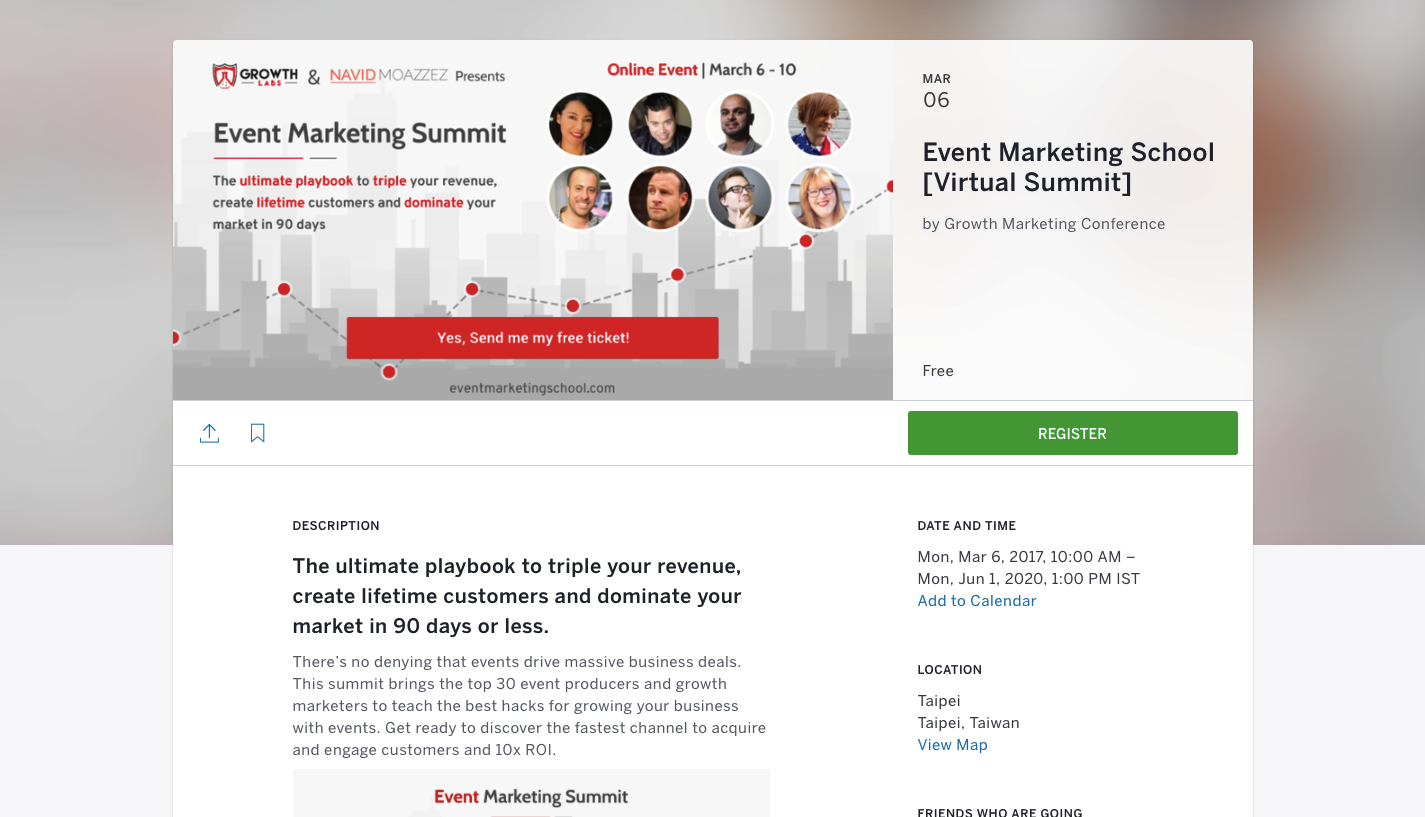 GROWTH LABS & NAVID MOAZZEZ Presents
Online Event | March 6 - 10
Event Marketing Summit
The ultimate playbook to triple your revenue,
create lifetime customers and dominate your
market in 90 days
Yes, Send me my free ticket!
eventmarketingschool.com
MAR
06
Event Marketing School
[Virtual Summit]
by Growth Marketing Conference
Free
REGISTER
DESCRIPTION
The ultimate playbook to triple your revenue,
create lifetime customers and dominate your
market in 90 days or less.
There's no denying that events drive massive business deals.
This summit brings the top 30 event producers and growth
marketers to teach the best hacks for growing your business
with events. Get ready to discover the fastest channel to acquire
and engage customers and 10x ROI.
Event Marketing Summit
DATE AND TIME
Mon, Mar 6, 2017, 10:00 AM –
Mon, Jun 1, 2020, 1:00 PM IST
Add to Calendar
LOCATION
Taipei
Taipei, Taiwan
View Map
FRIENDS WHO ARE GOING